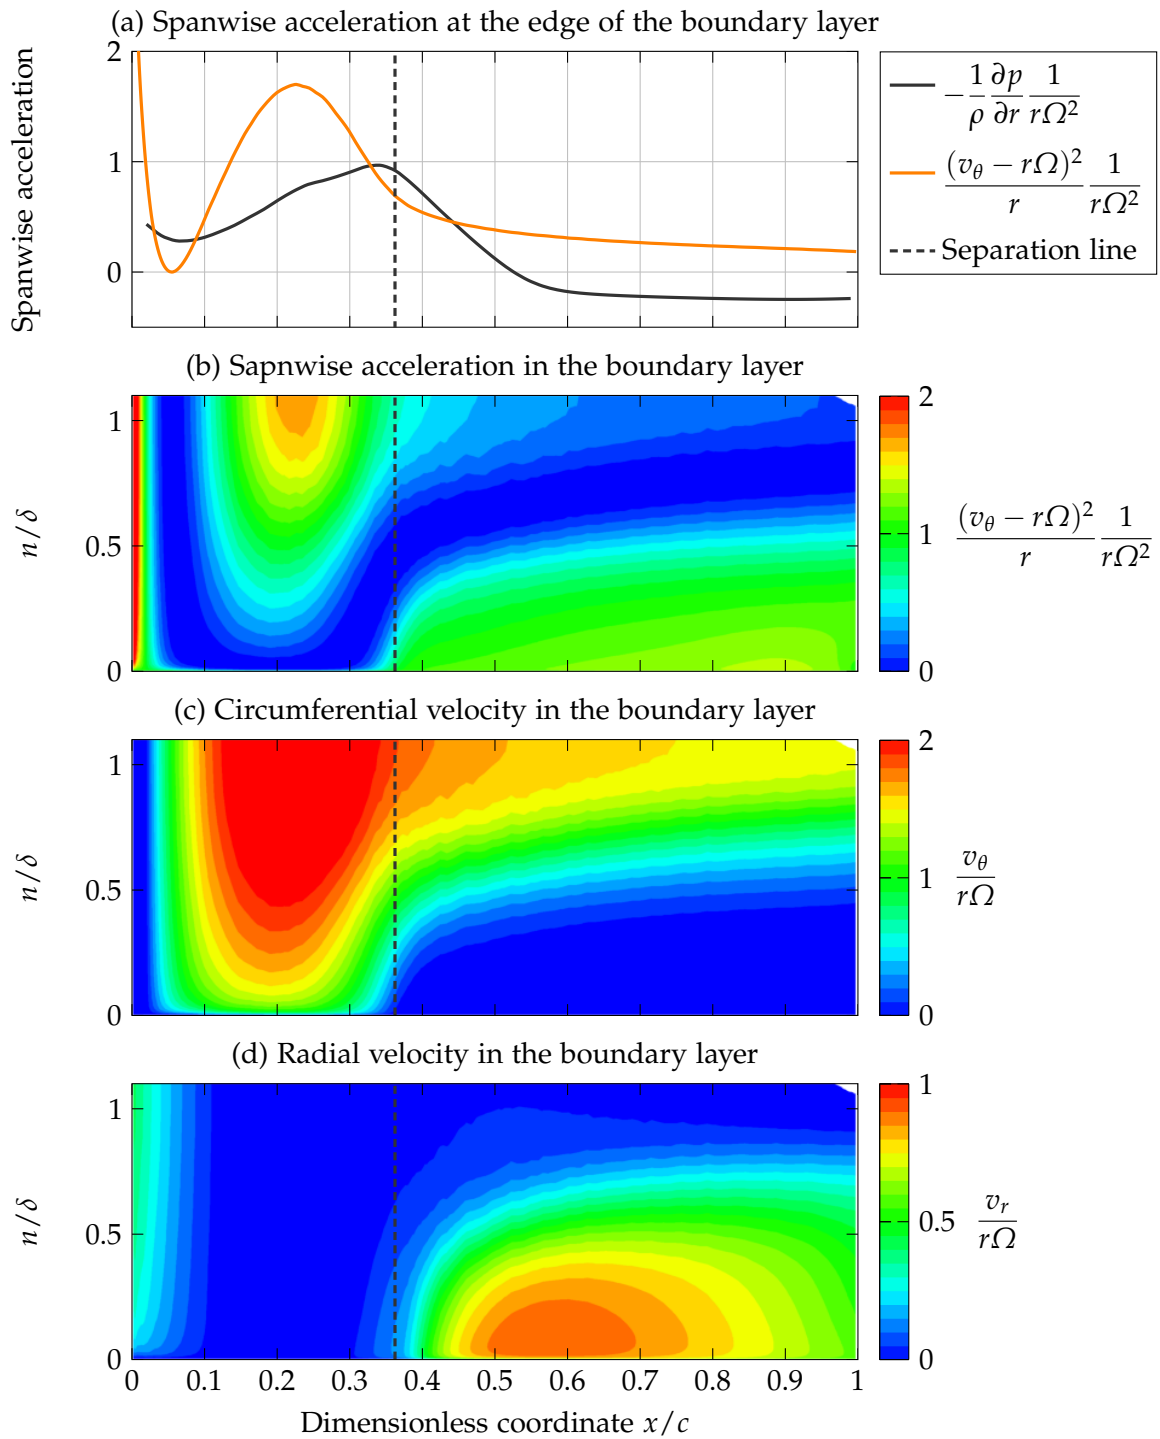 (a) Spanwise acceleration at the edge of the boundary layer
Spanwise acceleration
2
1
0
−1/ρ ∂p/∂r 1/rΩ²
(v_θ − rΩ)²/r 1/rΩ²
Separation line
(b) Sapnwise acceleration in the boundary layer
n/δ
1
0.5
0
2
1
0
(v_θ − rΩ)²/r 1/rΩ²
(c) Circumferential velocity in the boundary layer
n/δ
1
0.5
0
2
1
0
v_θ/rΩ
(d) Radial velocity in the boundary layer
n/δ
1
0.5
0
1
0.5
0
v_r/rΩ
0 0.1 0.2 0.3 0.4 0.5 0.6 0.7 0.8 0.9 1
Dimensionless coordinate x/c